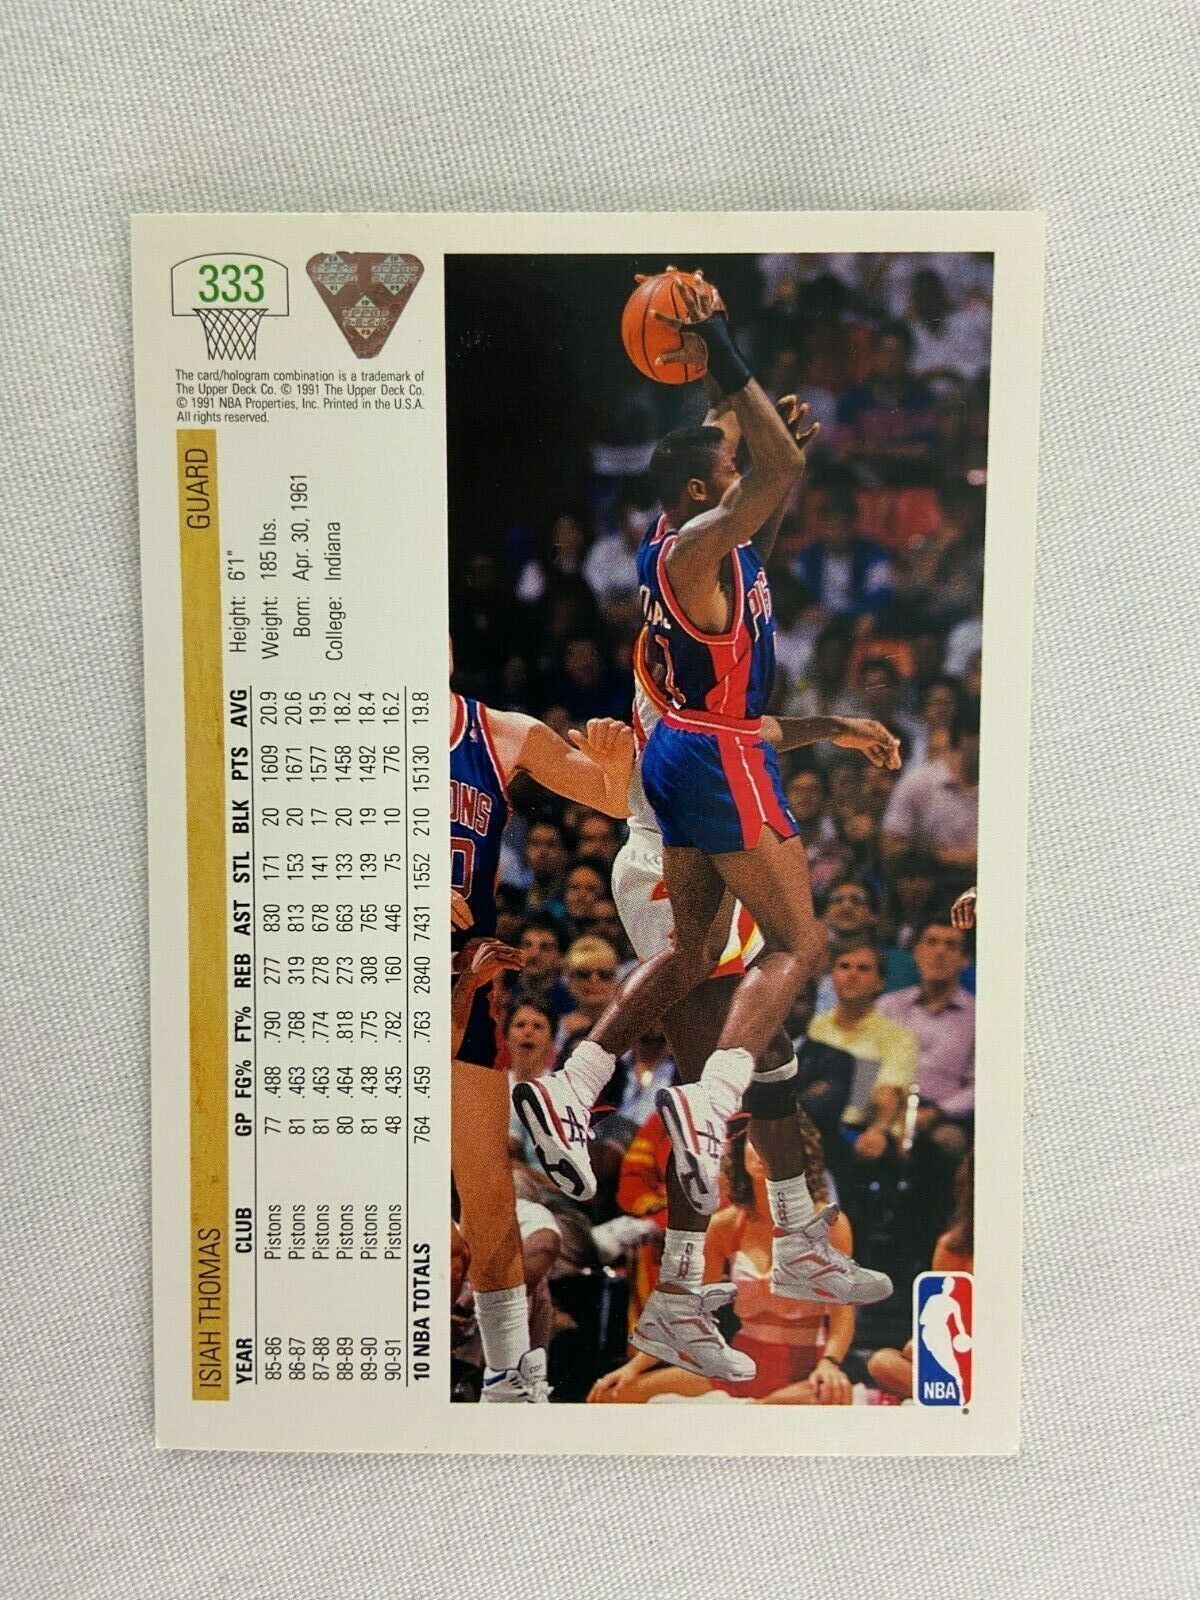 333
The card/hologram combination is a trademark of
The Upper Deck Co. © 1991 The Upper Deck Co.
© 1991 NBA Properties, Inc. Printed in the U.S.A.
All rights reserved.
ISIAH THOMAS GUARD
Height: 6'1"
Weight: 185 lbs.
Born: Apr. 30, 1961
College: Indiana
YEAR CLUB GP FG% FT% REB AST STL BLK PTS AVG
85-86 Pistons 77 .488 .790 277 830 171 20 1609 20.9
86-87 Pistons 81 .463 .768 319 813 153 20 1671 20.6
87-88 Pistons 81 .463 .774 278 678 141 17 1577 19.5
88-89 Pistons 80 .464 .818 273 663 133 20 1458 18.2
89-90 Pistons 81 .438 .775 308 765 139 19 1492 18.4
90-91 Pistons 48 .435 .782 160 446 75 10 776 16.2
10 NBA TOTALS 764 .459 .763 2840 7431 1552 210 15130 19.8
ONS
NBA
®